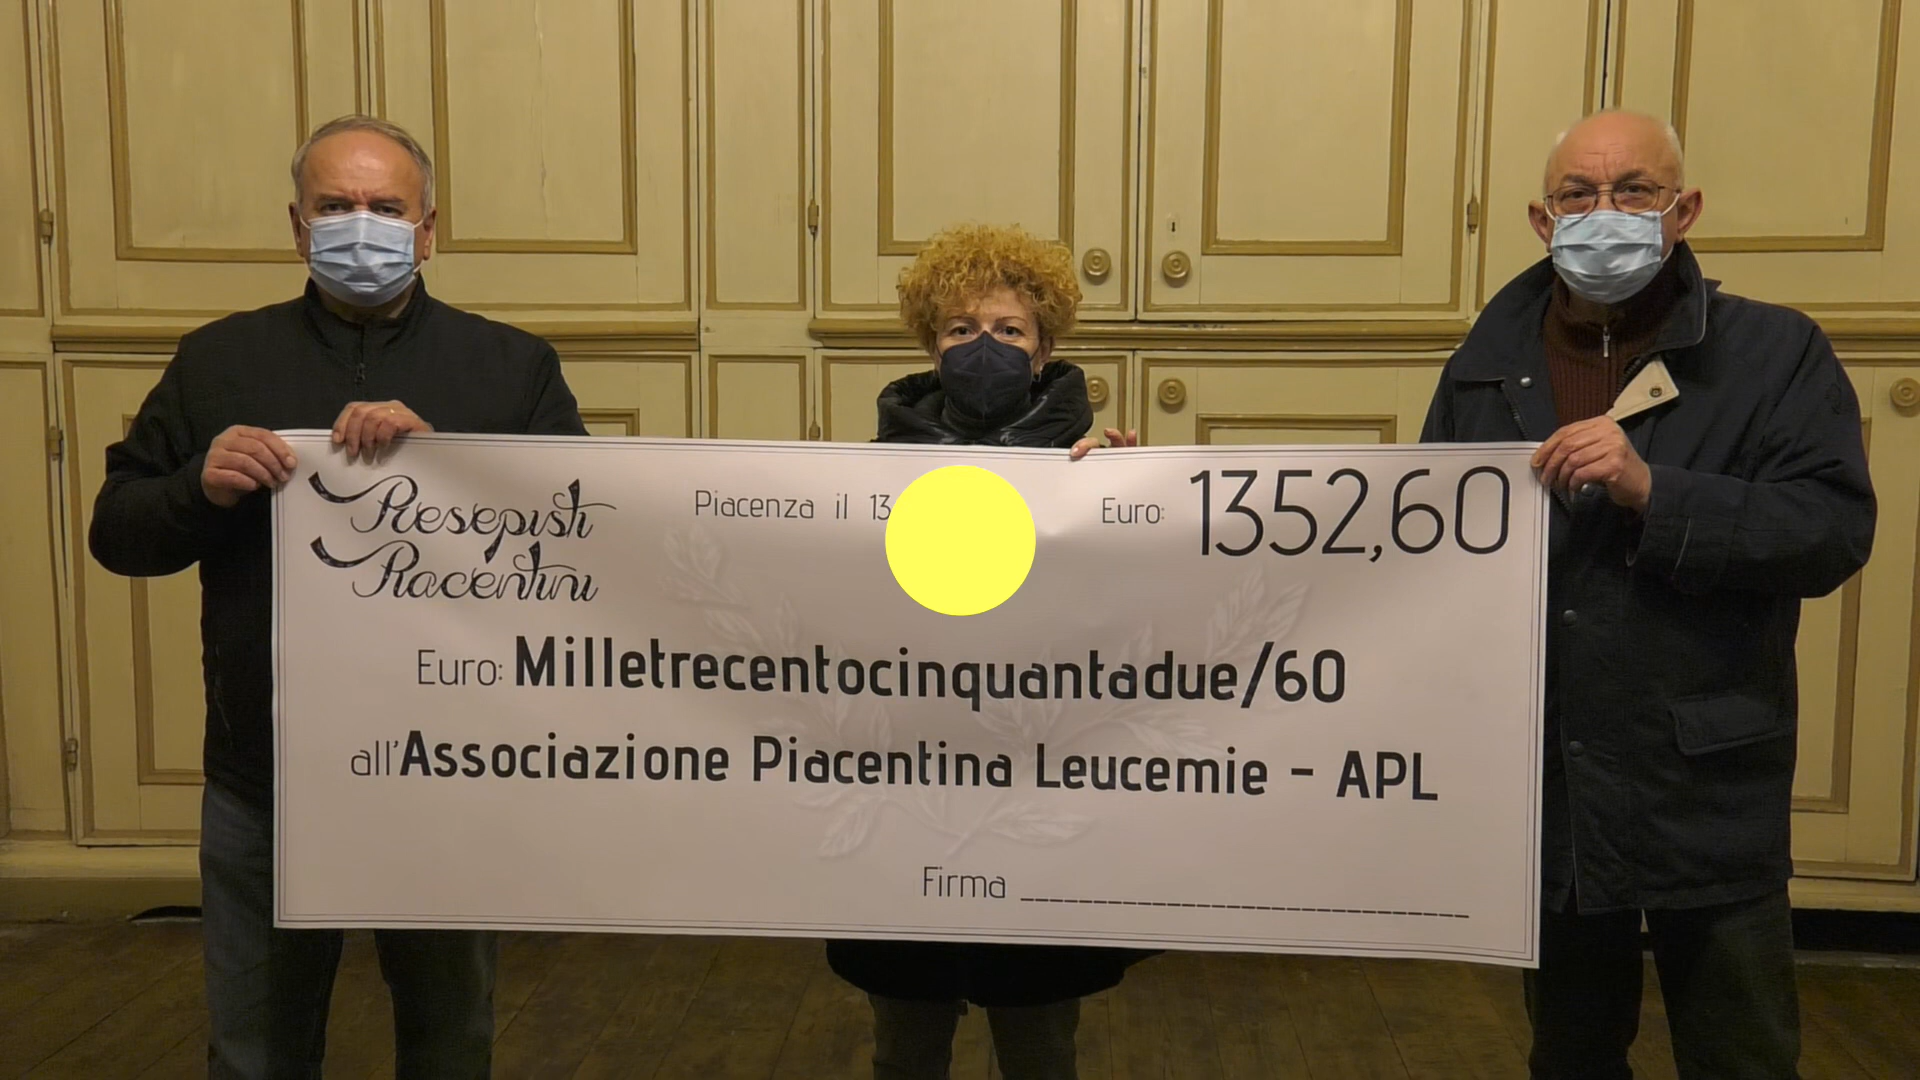 Presepisti
Piacentini
Piacenza il 13
Euro: 1352,60
Euro: Milletrecentocinquantadue/60
all'Associazione Piacentina Leucemie - APL
Firma